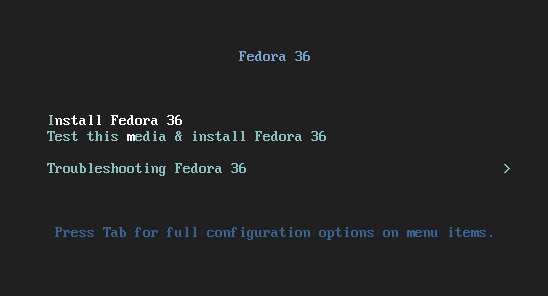 Fedora 36
Install Fedora 36
Test this media & install Fedora 36
Troubleshooting Fedora 36 >
Press Tab for full configuration options on menu items.